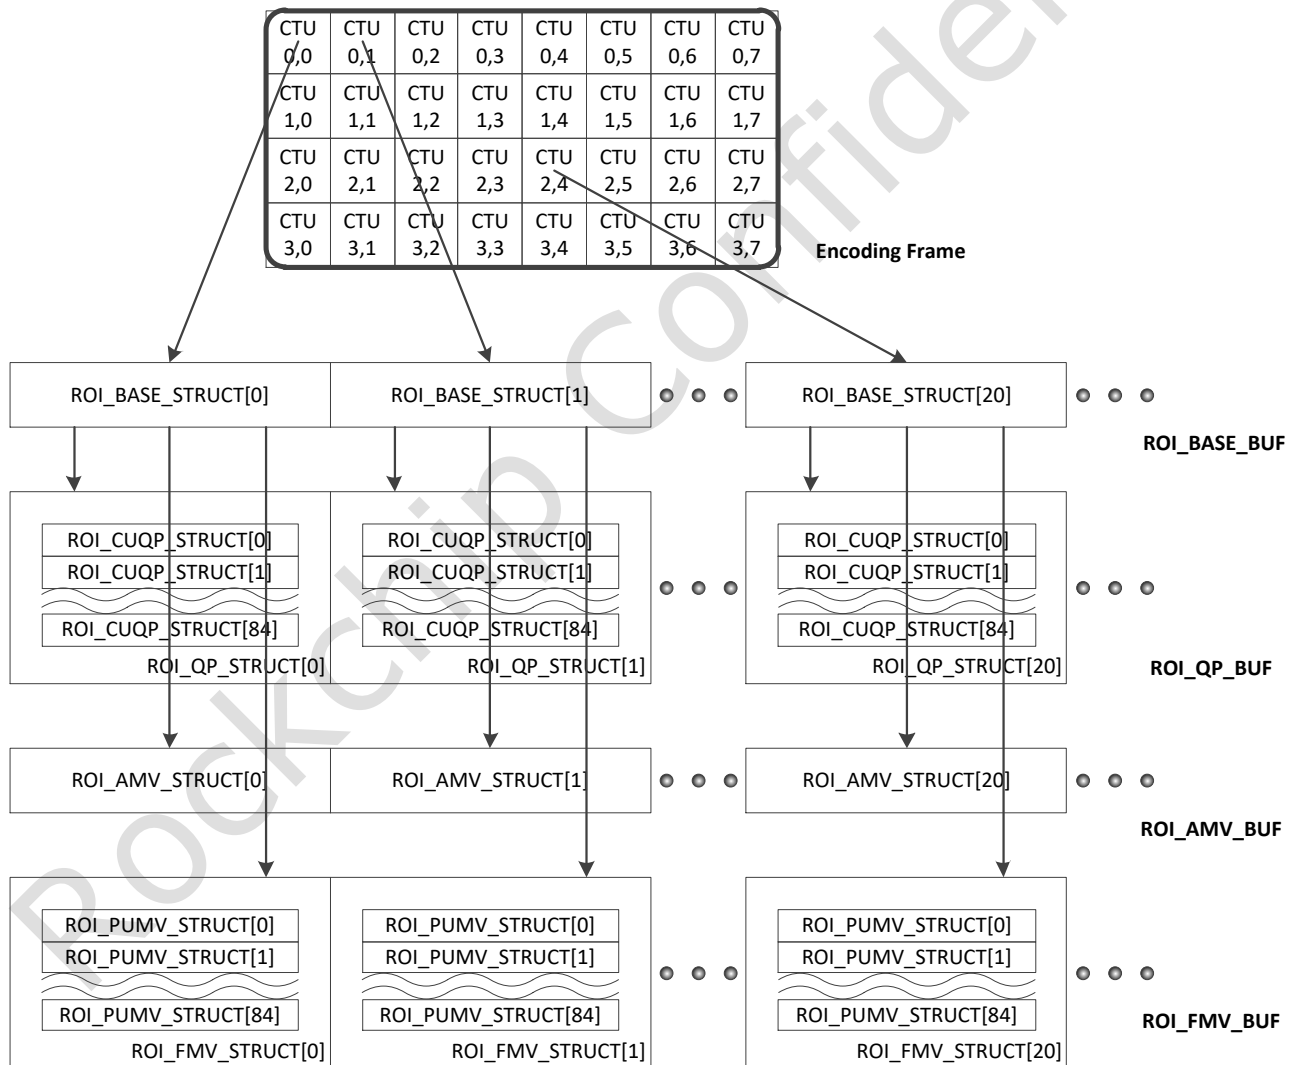 CTU CTU CTU CTU CTU CTU CTU CTU
0,0 0,1 0,2 0,3 0,4 0,5 0,6 0,7
CTU CTU CTU CTU CTU CTU CTU CTU
1,0 1,1 1,2 1,3 1,4 1,5 1,6 1,7
CTU CTU CTU CTU CTU CTU CTU CTU
2,0 2,1 2,2 2,3 2,4 2,5 2,6 2,7
CTU CTU CTU CTU CTU CTU CTU CTU
3,0 3,1 3,2 3,3 3,4 3,5 3,6 3,7
Encoding Frame
ROI_BASE_STRUCT[0] ROI_BASE_STRUCT[1] ROI_BASE_STRUCT[20]
ROI_BASE_BUF
ROI_CUQP_STRUCT[0] ROI_CUQP_STRUCT[0] ROI_CUQP_STRUCT[0]
ROI_CUQP_STRUCT[1] ROI_CUQP_STRUCT[1] ROI_CUQP_STRUCT[1]
ROI_CUQP_STRUCT[84] ROI_CUQP_STRUCT[84] ROI_CUQP_STRUCT[84]
ROI_QP_STRUCT[0] ROI_QP_STRUCT[1] ROI_QP_STRUCT[20]
ROI_QP_BUF
ROI_AMV_STRUCT[0] ROI_AMV_STRUCT[1] ROI_AMV_STRUCT[20]
ROI_AMV_BUF
ROI_PUMV_STRUCT[0] ROI_PUMV_STRUCT[0] ROI_PUMV_STRUCT[0]
ROI_PUMV_STRUCT[1] ROI_PUMV_STRUCT[1] ROI_PUMV_STRUCT[1]
ROI_PUMV_STRUCT[84] ROI_PUMV_STRUCT[84] ROI_PUMV_STRUCT[84]
ROI_FMV_BUF
ROI_FMV_STRUCT[0] ROI_FMV_STRUCT[1] ROI_FMV_STRUCT[20]
Rockchip Confiden